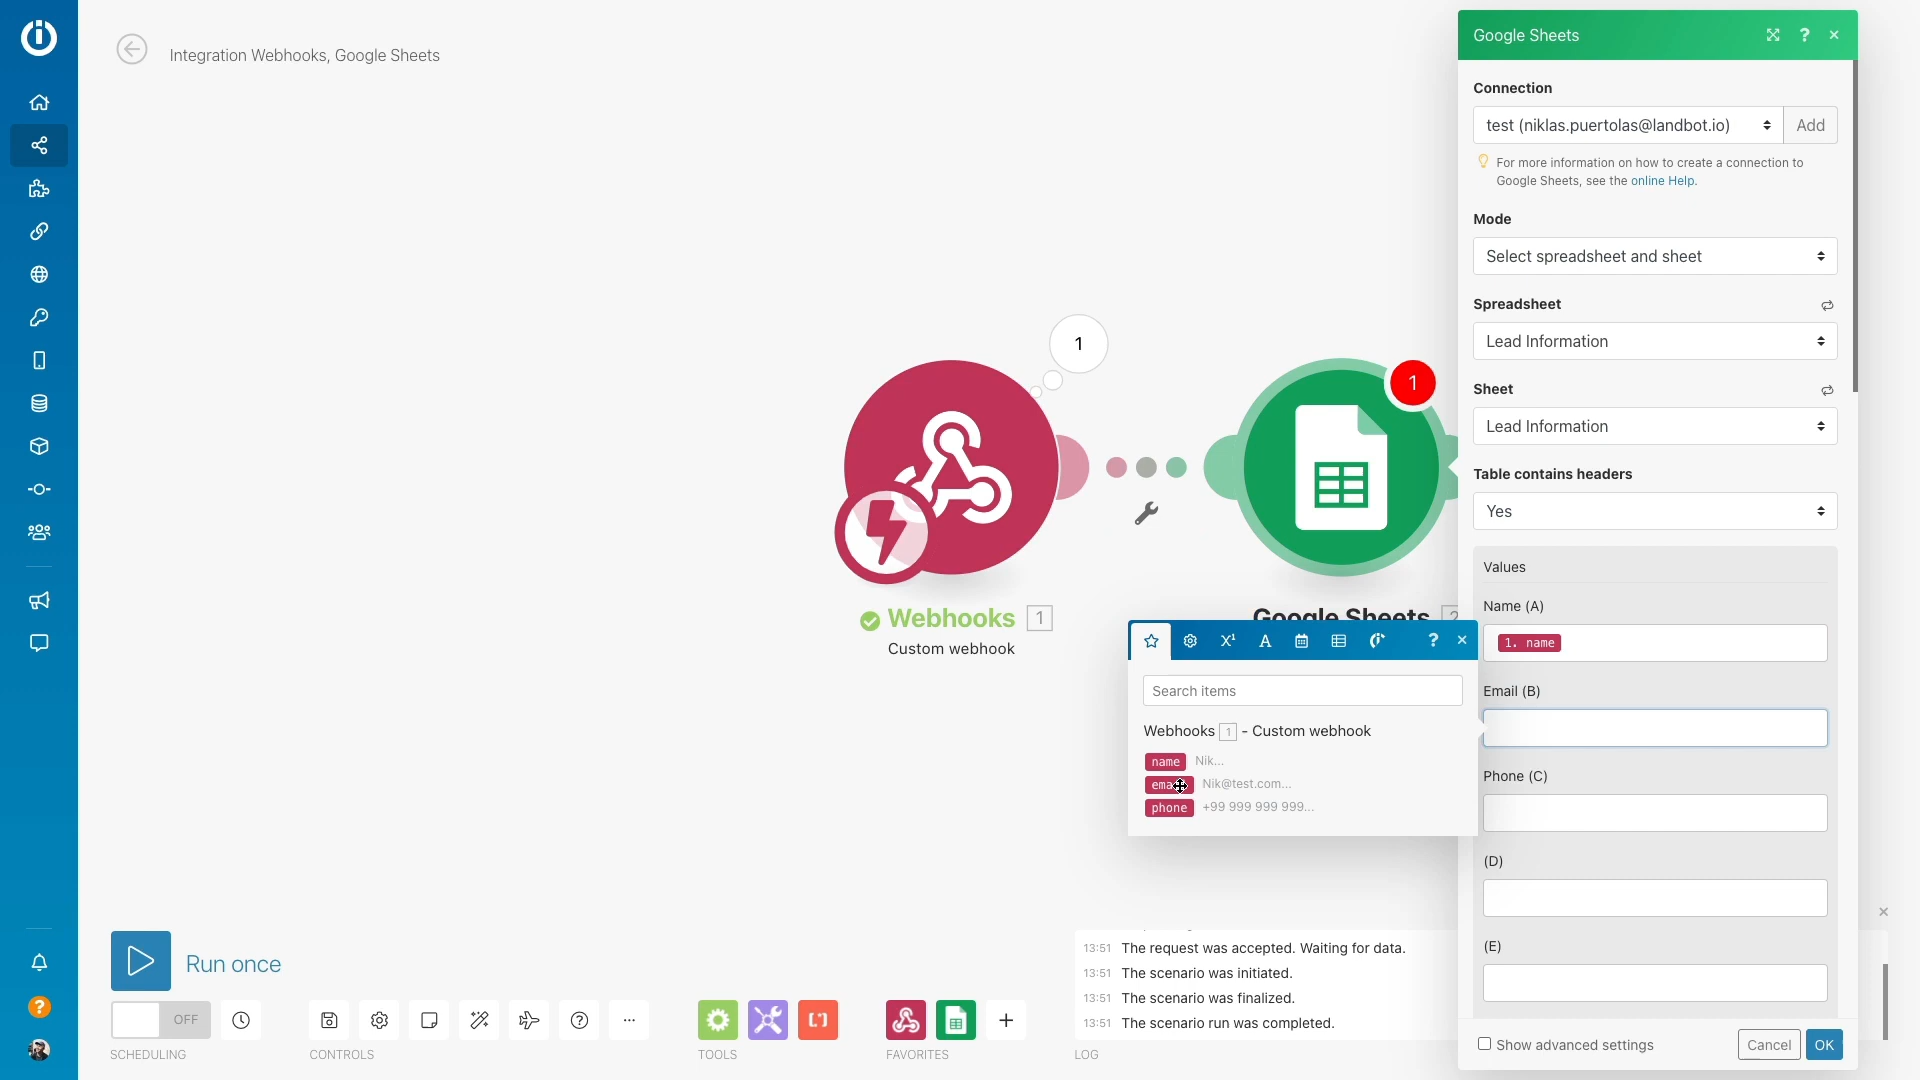 Integration Webhooks, Google Sheets
Google Sheets
?
Connection
test (niklas.puertolas@landbot.io)
Add
For more information on how to create a connection to
Google Sheets, see the online Help.
Mode
Select spreadsheet and sheet
Spreadsheet
Lead Information
Sheet
Lead Information
Table contains headers
Yes
Values
Name (A)
1. name
Email (B)
Phone (C)
(D)
(E)
Show advanced settings
Cancel
OK
1
1
Webhooks 1
Custom webhook
Google Sheets 2
?
Search items
Webhooks 1 - Custom webhook
name Nik...
Nik@test.com...
phone +99 999 999 999...
Run once
OFF
SCHEDULING
CONTROLS
TOOLS
FAVORITES
13:51 The request was accepted. Waiting for data.
13:51 The scenario was initiated.
13:51 The scenario was finalized.
13:51 The scenario run was completed.
LOG